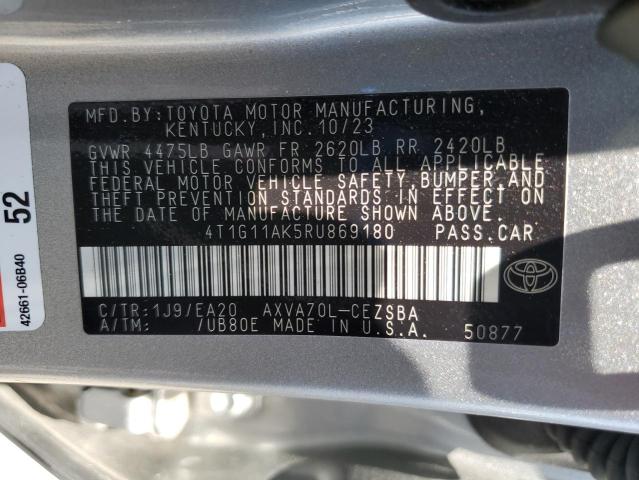 MFD.BY: TOYOTA MOTOR MANUFACTURING,
KENTUCKY, INC. 10/23
GVWR 4475LB GAWR FR 2620LB RR 2420LB
THIS VEHICLE CONFORMS TO ALL APPLICABLE
FEDERAL MOTOR VEHICLE SAFETY, BUMPER, AND
THEFT PREVENTION STANDARDS IN EFFECT ON
THE DATE OF MANUFACTURE SHOWN ABOVE.
4T1G11AK5RU869180 PASS.CAR
C/TR: 1J9/EA20 AXVA70L-CEZSBA
A/TM: /UB80E MADE IN U.S.A. 50877
TOYOTA
52
42661-06B40